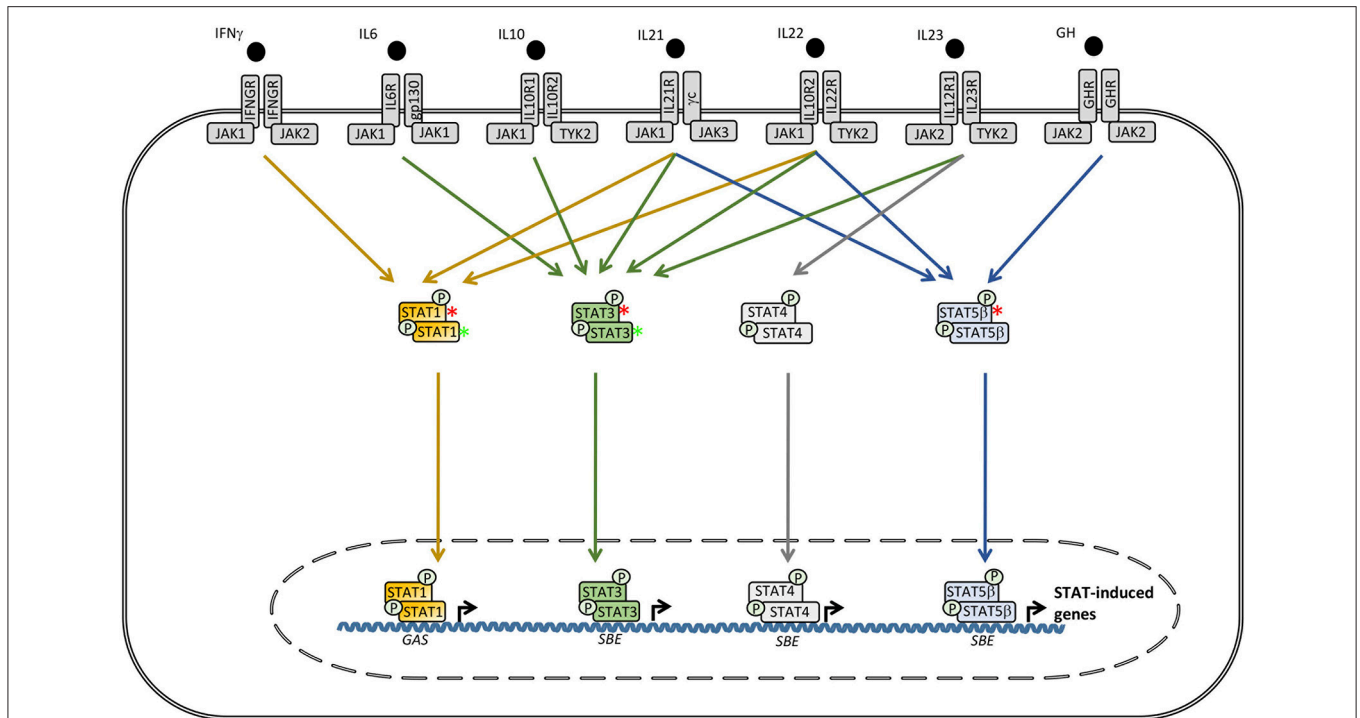 IFNγ IL6 IL10 IL21 IL22 IL23 GH
IFNGR IFNGR IL6R gp130 IL10R1 IL10R2 IL21R γc IL10R2 IL22R IL12R1 IL23R GHR GHR
JAK1 JAK2 JAK1 JAK1 JAK1 TYK2 JAK1 JAK3 JAK1 TYK2 JAK2 TYK2 JAK2 JAK2
P P P P
STAT1* STAT3* STAT4 STAT5β*
P STAT1* P STAT3* P STAT4 P STAT5β
P P P P
STAT1 STAT3 STAT4 STAT5β STAT-induced
P STAT1 P STAT3 P STAT4 P STAT5β genes
GAS SBE SBE SBE